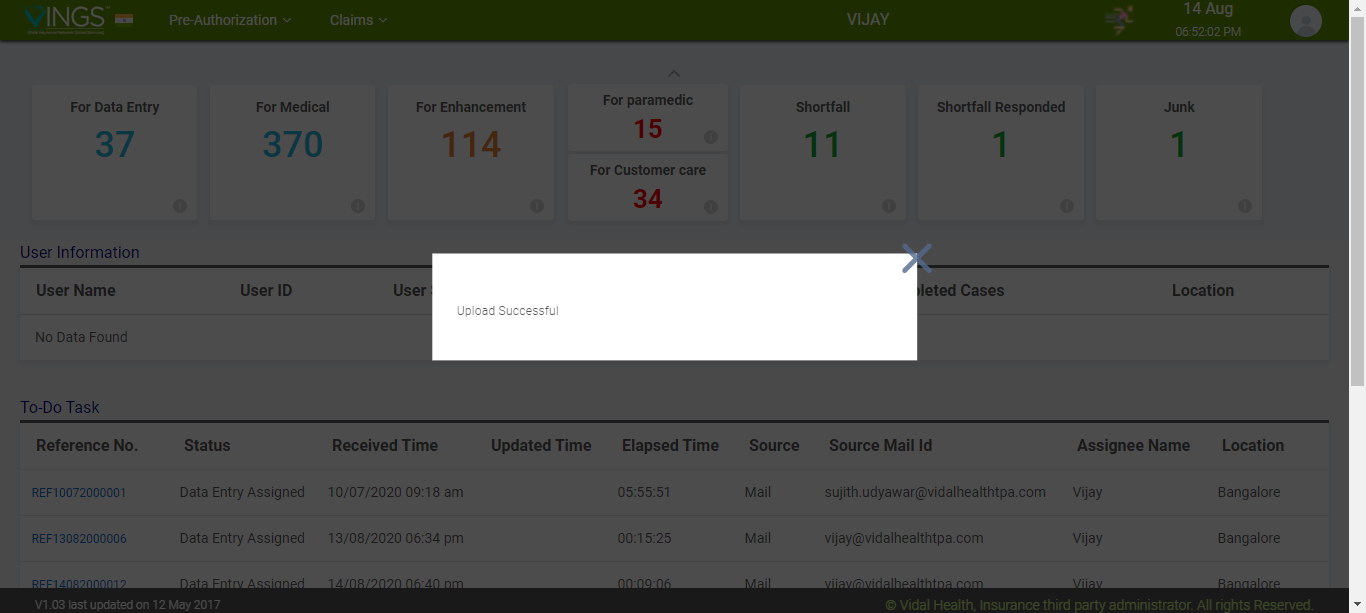 VINGS
Pre-Authorization
Claims
VIJAY
14 Aug
06:52:02 PM
For Data Entry
37
For Medical
370
For Enhancement
114
For paramedic
15
For Customer care
34
Shortfall
11
Shortfall Responded
1
Junk
1
User Information
User Name User ID User Completed Cases Location
No Data Found
Upload Successful
To-Do Task
Reference No. Status Received Time Updated Time Elapsed Time Source Source Mail Id Assignee Name Location
REF10072000001 Data Entry Assigned 10/07/2020 09:18 am 05:55:51 Mail sujith.udyawar@vidalhealthtpa.com Vijay Bangalore
REF13082000006 Data Entry Assigned 13/08/2020 06:34 pm 00:15:25 Mail vijay@vidalhealthtpa.com Vijay Bangalore
REF14082000012 Data Entry Assigned 14/08/2020 06:40 pm 00:09:06 Mail vijay@vidalhealthtpa.com Vijay Bangalore
V1.03 last updated on 12 May 2017
© Vidal Health, Insurance third party administrator. All rights Reserved.